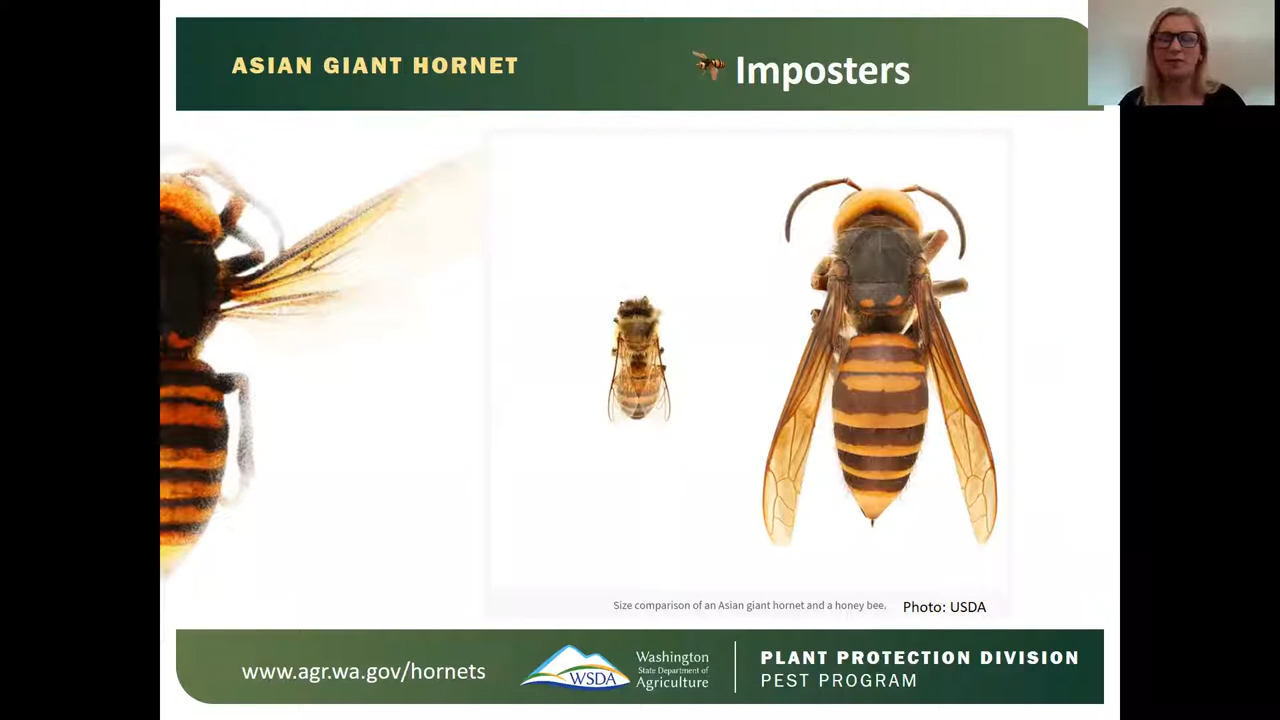 ASIAN GIANT HORNET
Imposters
Size comparison of an Asian giant hornet and a honey bee.
Photo: USDA
www.agr.wa.gov/hornets
WSDA
Washington
State Department of
Agriculture
PLANT PROTECTION DIVISION
PEST PROGRAM